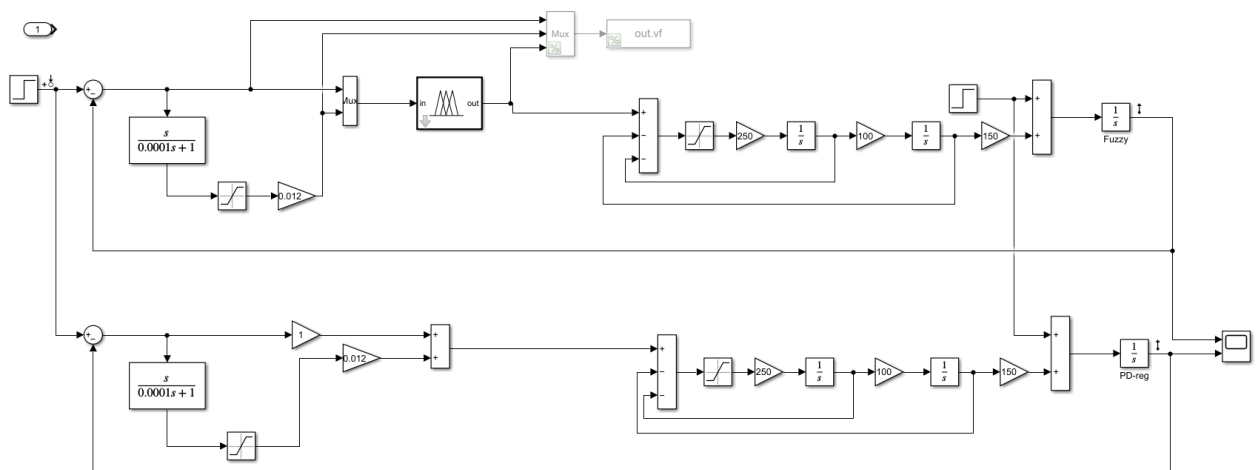 1
Mux
out.vf
+
−
s
0.0001s + 1
0.012
Mux
in
out
+
−
−
250
1
s
100
1
s
150
+
+
1
s
Fuzzy
+
−
s
0.0001s + 1
1
0.012
+
+
+
−
−
250
1
s
100
1
s
150
+
+
1
s
PD-reg